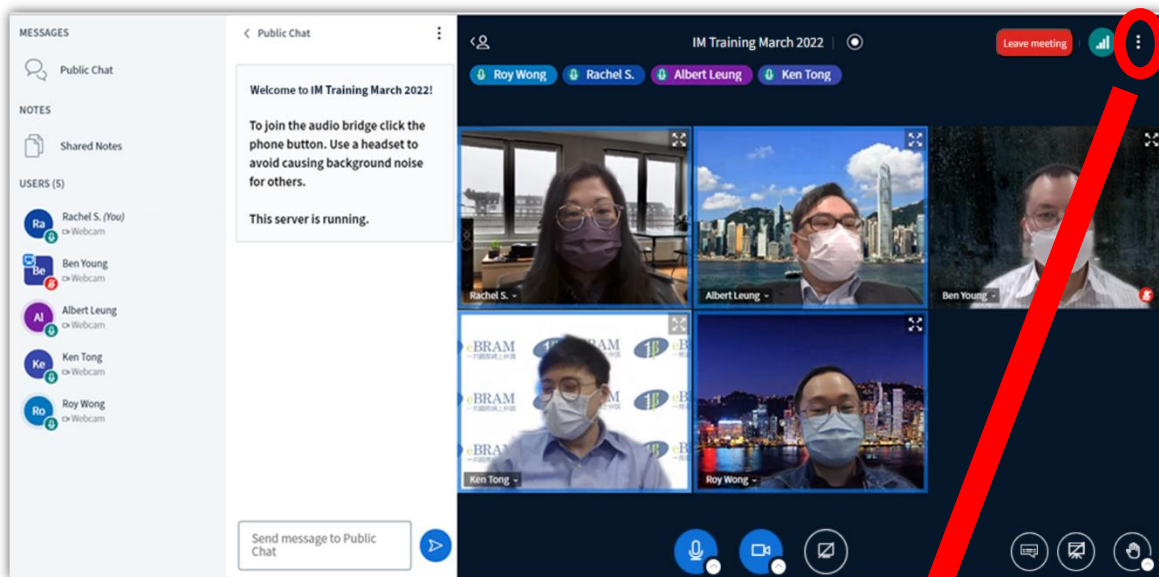 MESSAGES
Public Chat
NOTES
Shared Notes
USERS (5)
Ra
Rachel S. (You)
Webcam
Be
Ben Young
Webcam
Al
Albert Leung
Webcam
Ke
Ken Tong
Webcam
Ro
Roy Wong
Webcam
Public Chat
Welcome to IM Training March 2022!
To join the audio bridge click the
phone button. Use a headset to
avoid causing background noise
for others.
This server is running.
Send message to Public
Chat
IM Training March 2022
Leave meeting
Roy Wong
Rachel S.
Albert Leung
Ken Tong
Rachel S.
Albert Leung
Ben Young
eBRAM
eBRAM
Ken Tong
Roy Wong